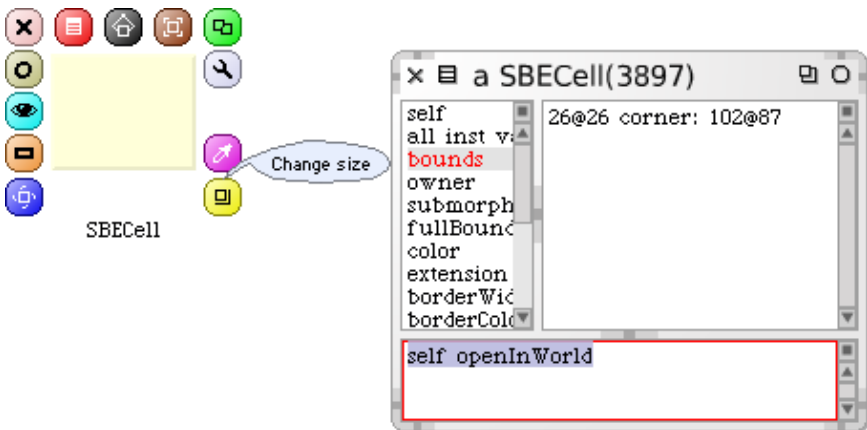 Change size
SBECell
a SBECell(3897)
self
all inst va
bounds
owner
submorph
fullBound
color
extension
borderWid
borderColo
26@26 corner: 102@87
self openInWorld